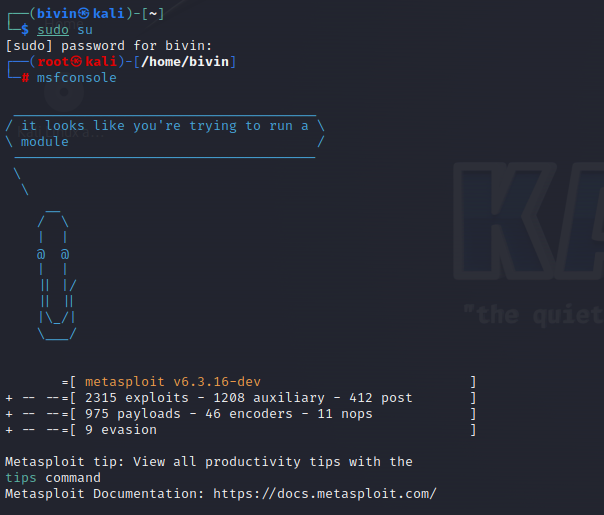 ┌──(bivin㉿kali)-[~]
└─$ sudo su
[sudo] password for bivin:
┌──(root㉿kali)-[/home/bivin]
└─# msfconsole
/ it looks like you're trying to run a \
\ module /
@ @
=[ metasploit v6.3.16-dev ]
+ -- --=[ 2315 exploits - 1208 auxiliary - 412 post ]
+ -- --=[ 975 payloads - 46 encoders - 11 nops ]
+ -- --=[ 9 evasion ]
Metasploit tip: View all productivity tips with the
tips command
Metasploit Documentation: https://docs.metasploit.com/
KA
"the quiet